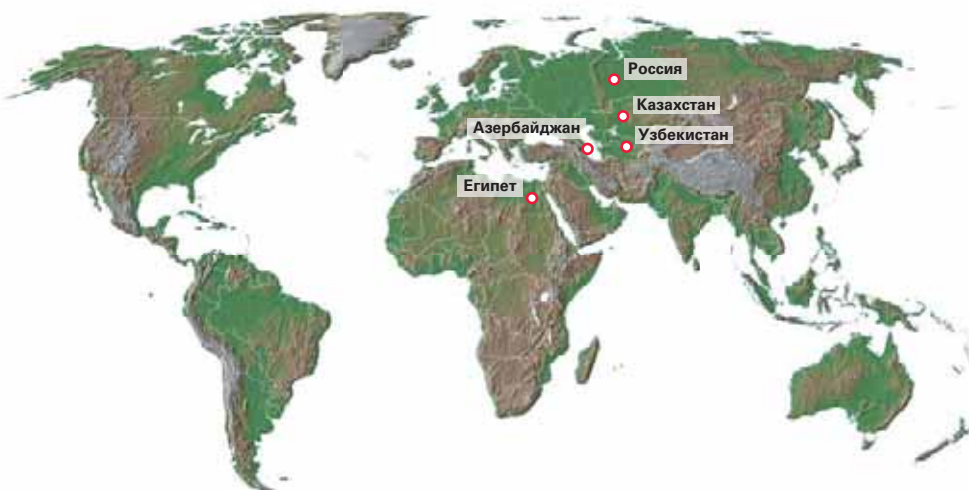 Россия
Казахстан
Азербайджан
Узбекистан
Египет